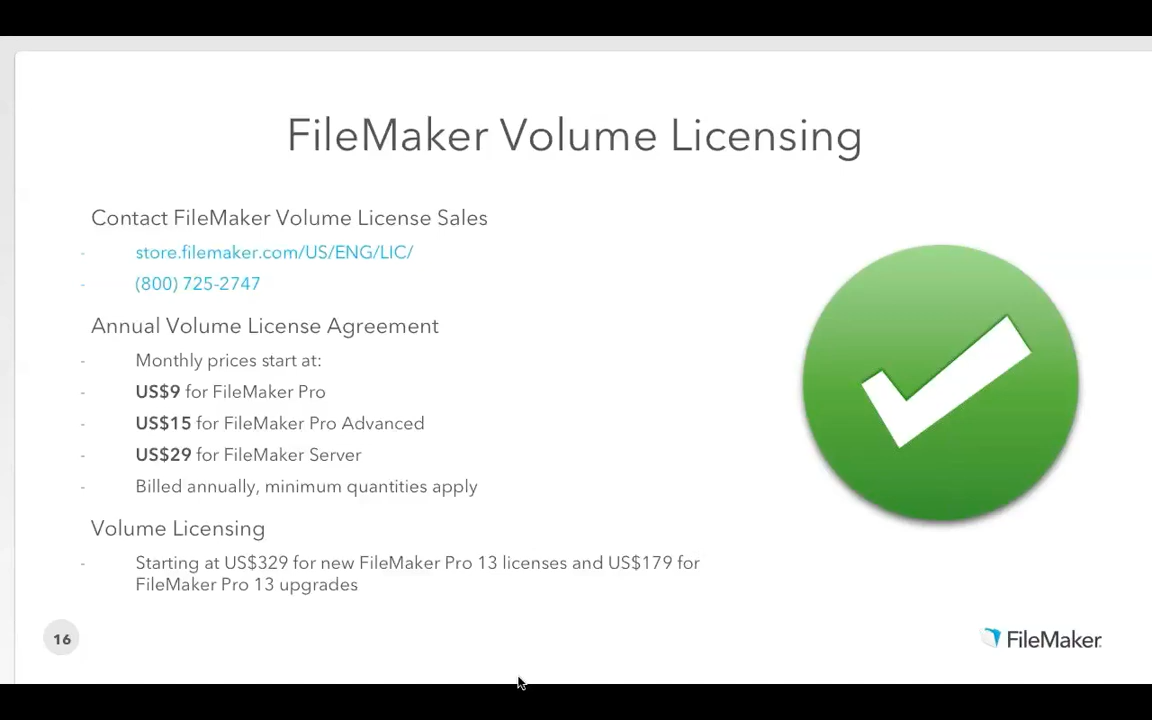 FileMaker Volume Licensing
Contact FileMaker Volume License Sales
- store.filemaker.com/US/ENG/LIC/
- (800) 725-2747
Annual Volume License Agreement
- Monthly prices start at:
- US$9 for FileMaker Pro
- US$15 for FileMaker Pro Advanced
- US$29 for FileMaker Server
- Billed annually, minimum quantities apply
Volume Licensing
- Starting at US$329 for new FileMaker Pro 13 licenses and US$179 for
FileMaker Pro 13 upgrades
16
FileMaker